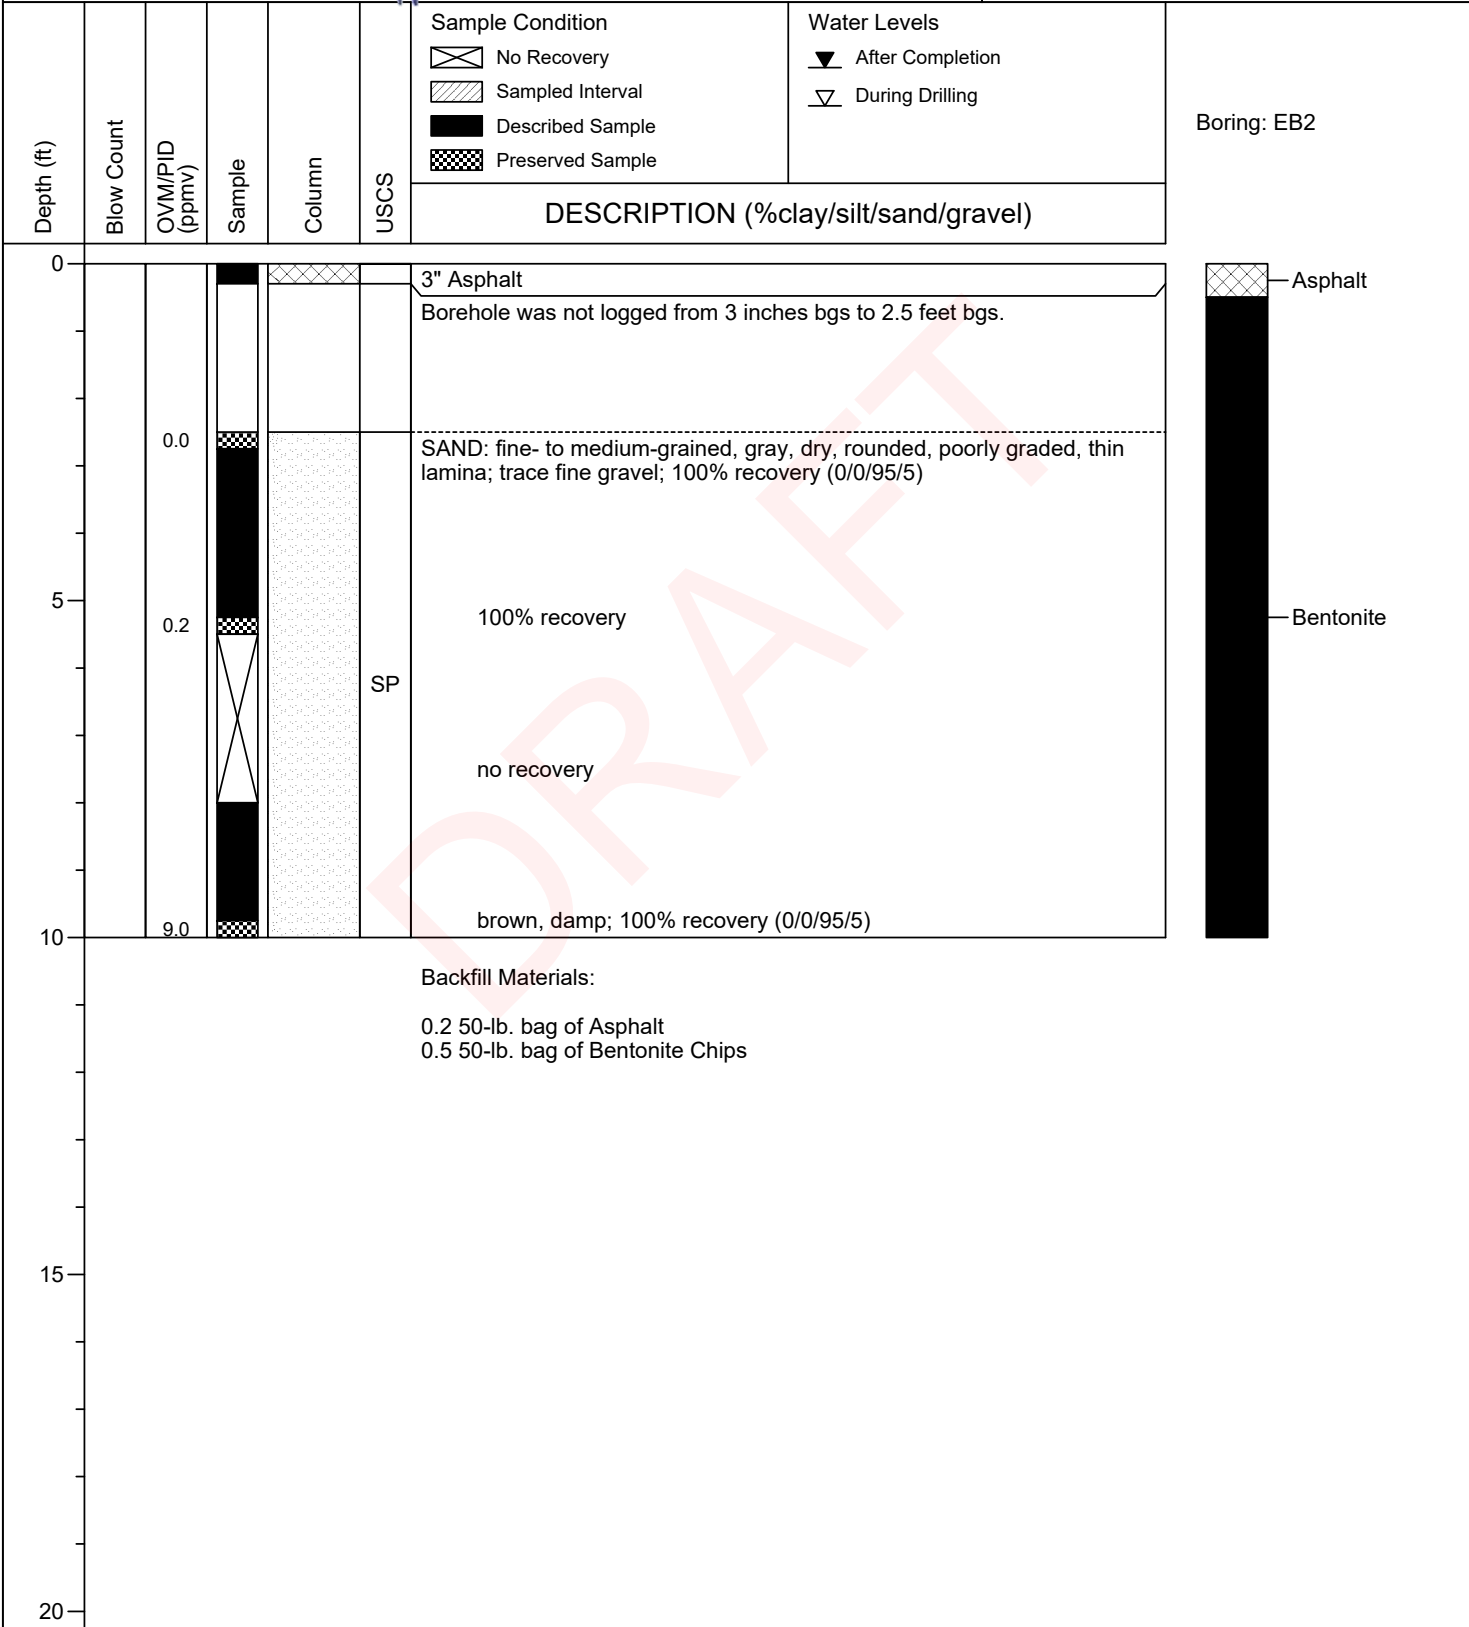 Sample Condition
No Recovery
Sampled Interval
Described Sample
Preserved Sample
Water Levels
After Completion
During Drilling
Boring: EB2
Depth (ft)
Blow Count
OVM/PID
(ppmv)
Sample
Column
USCS
DESCRIPTION (%clay/silt/sand/gravel)
0
3" Asphalt
Asphalt
Borehole was not logged from 3 inches bgs to 2.5 feet bgs.
0.0
SAND: fine- to medium-grained, gray, dry, rounded, poorly graded, thin
lamina; trace fine gravel; 100% recovery (0/0/95/5)
5
0.2
100% recovery
Bentonite
SP
no recovery
9.0
brown, damp; 100% recovery (0/0/95/5)
10
Backfill Materials:
0.2 50-lb. bag of Asphalt
0.5 50-lb. bag of Bentonite Chips
15
20
DRAFT